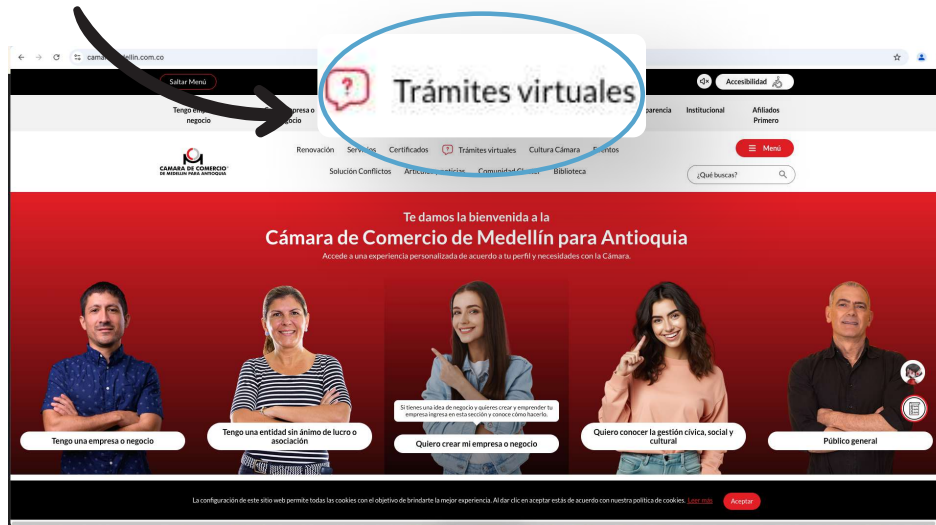 camar
ellin.com.co
Trámites virtuales
Saltar Menú
Accesibilidad
negocio
parencia
Institucional
Afiliados
Primero
Renovación
Servicios
Certificados
Trámites virtuales
Cultura Cámara
Eventos
Menú
CAMARA DE COMERCIO
DE MEDELLIN PARA ANTIOQUIA
Solución Conflictos
Biblioteca
¿Qué buscas?
Te damos la bienvenida a la
Cámara de Comercio de Medellín para Antioquia
Accede a una experiencia personalizada de acuerdo a tu perfil y necesidades con la Cámara.
Si tienes una idea de negocio y quieres crear y emprender tu
empresa ingresa en esta sección y conoce cómo hacerlo.
Tengo una empresa o negocio
Tengo una entidad sin ánimo de lucro o
asociación
Quiero crear mi empresa o negocio
Quiero conocer la gestión cívica, social y
cultural
Público general
La configuración de este sitio web permite todas las cookies con el objetivo de brindarte la mejor experiencia. Al dar clic en aceptar estás de acuerdo con nuestra política de cookies. Leer más
Aceptar